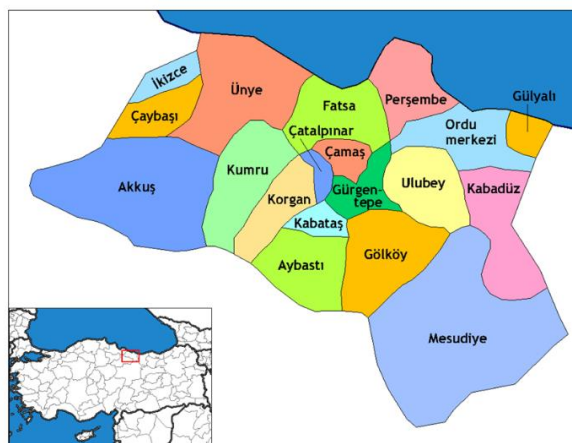 İkizce
Ünye
Perşembe
Gülyalı
Çaybaşı
Fatsa
Ordu
merkezi
Çatalpınar
Çamaş
Akkuş
Kumru
Korgan
Gürgen-
tepe
Ulubey
Kabadüz
Kabataş
Aybastı
Gölköy
Mesudiye